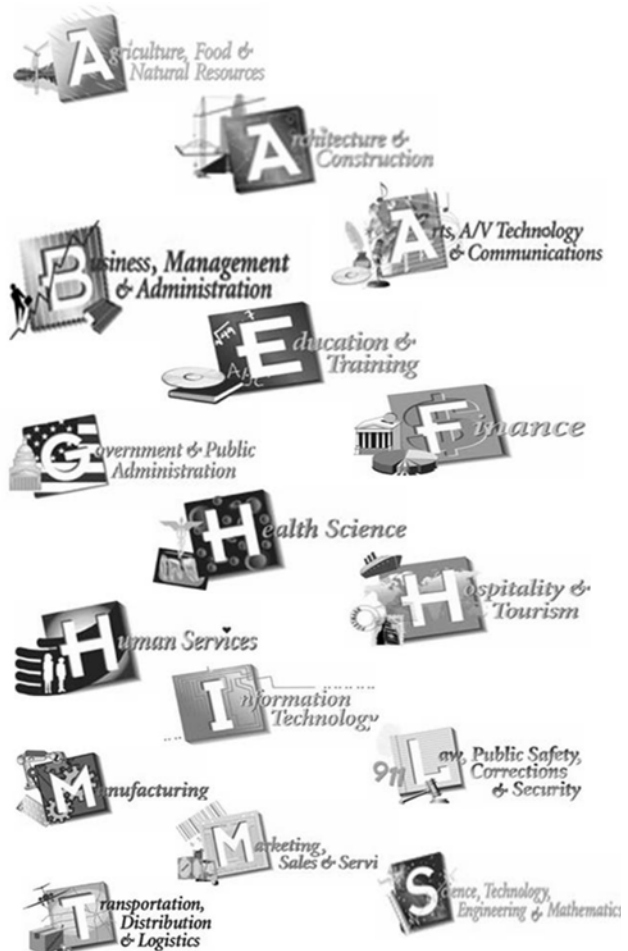 Agriculture, Food &
Natural Resources
Architecture &
Construction
Arts, A/V Technology
& Communications
Business, Management
& Administration
Education &
Training
Finance
Government & Public
Administration
Health Science
Hospitality &
Tourism
Human Services
Information
Technology
Law, Public Safety,
Corrections
& Security
911
Manufacturing
Marketing,
Sales & Servi
Science, Technology,
Engineering & Mathematics
Transportation,
Distribution
& Logistics